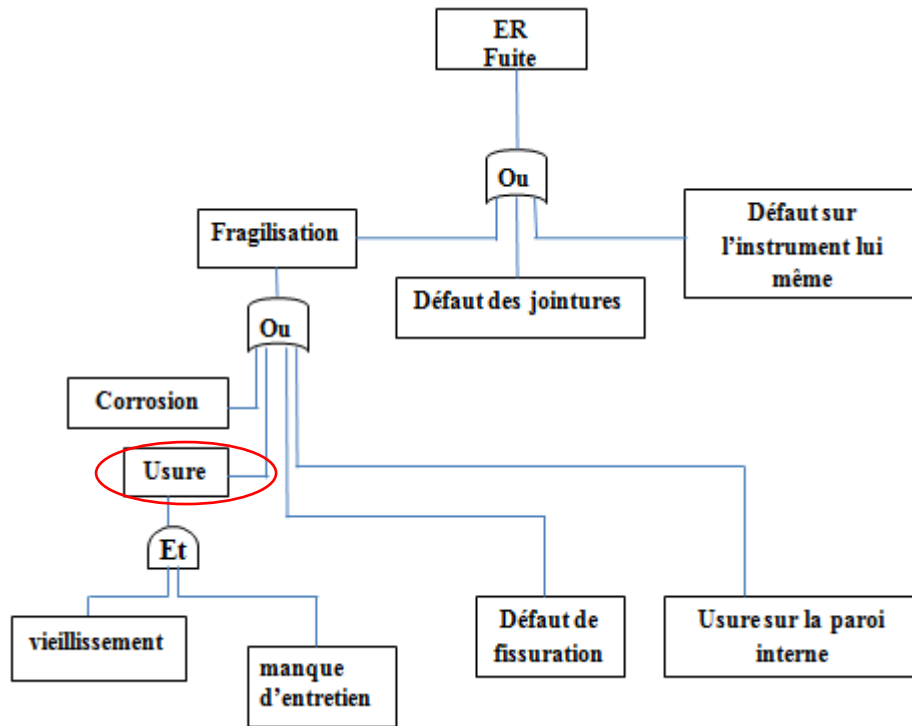 ER
Fuite
Ou
Fragilisation
Défaut sur
l'instrument lui
même
Défaut des jointures
Ou
Corrosion
Usure
Et
vieillissement
manque
d'entretien
Défaut de
fissuration
Usure sur la paroi
interne